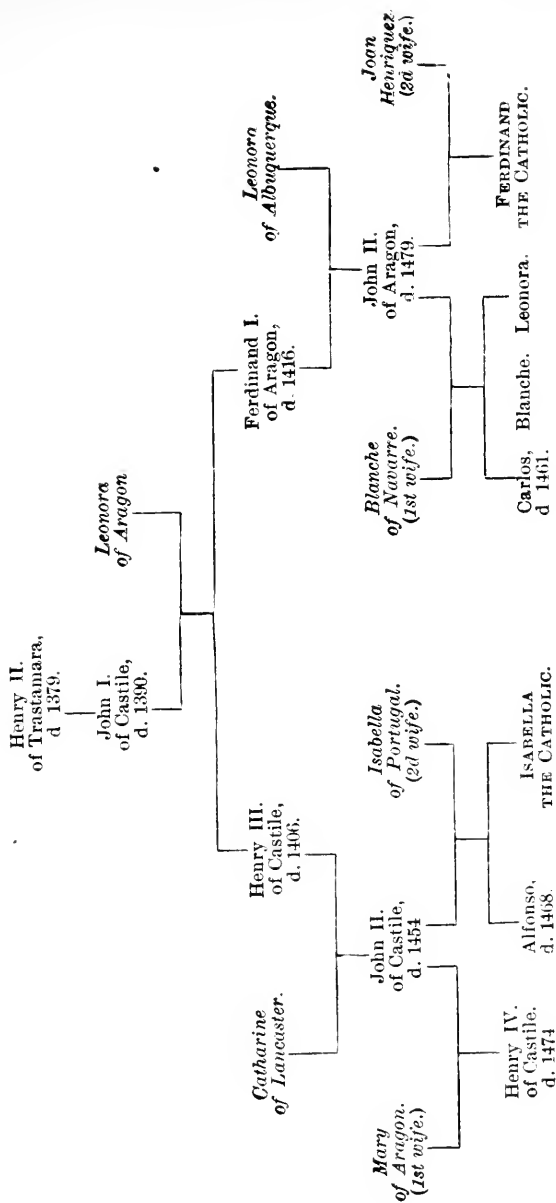 Henry II.
of Trastamara,
d 1379.
John I.
of Castile,
d. 1390.
Leonora
of Aragon
Catharine
of Lancaster.
Henry III.
of Castile,
d. 1406.
Ferdinand I.
of Aragon,
d. 1416.
Leonora
of Albuquerque.
Mary
of Aragon.
(1st wife.)
John II.
of Castile,
d. 1454
Isabella
of Portugal.
(2d wife.)
Blanche
of Navarre.
(1st wife.)
John II.
of Aragon,
d. 1479.
Joan
Henriquez
(2d wife.)
Henry IV.
of Castile.
d. 1474
Alfonso,
d. 1468.
ISABELLA
THE CATHOLIC.
Carlos,
d 1461.
Blanche.
Leonora.
FERDINAND
THE CATHOLIC.